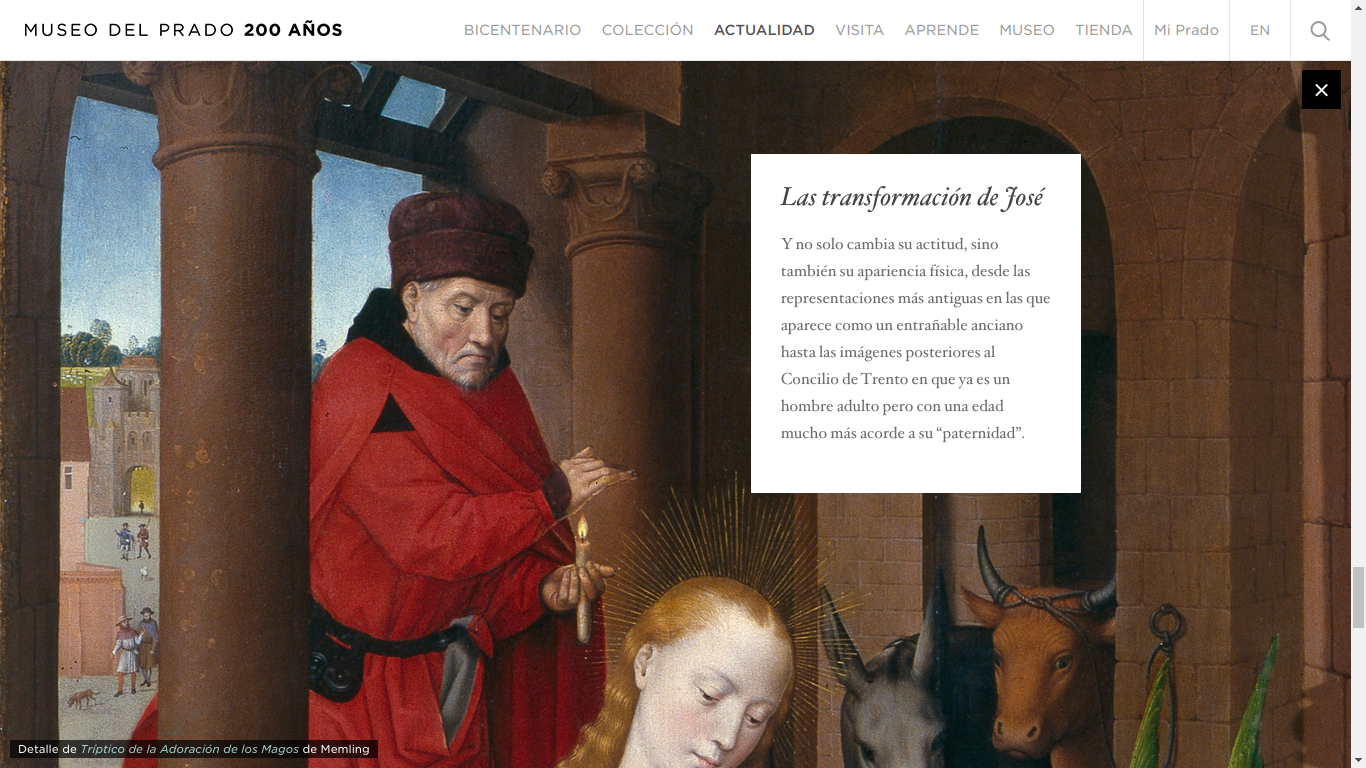 MUSEO DEL PRADO 200 AÑOS
BICENTENARIO COLECCIÓN ACTUALIDAD VISITA APRENDE MUSEO TIENDA Mi Prado EN
Las transformación de José
Y no solo cambia su actitud, sino
también su apariencia física, desde las
representaciones más antiguas en las que
aparece como un entrañable anciano
hasta las imágenes posteriores al
Concilio de Trento en que ya es un
hombre adulto pero con una edad
mucho más acorde a su “paternidad”.
Detalle de Tríptico de la Adoración de los Magos de Memling